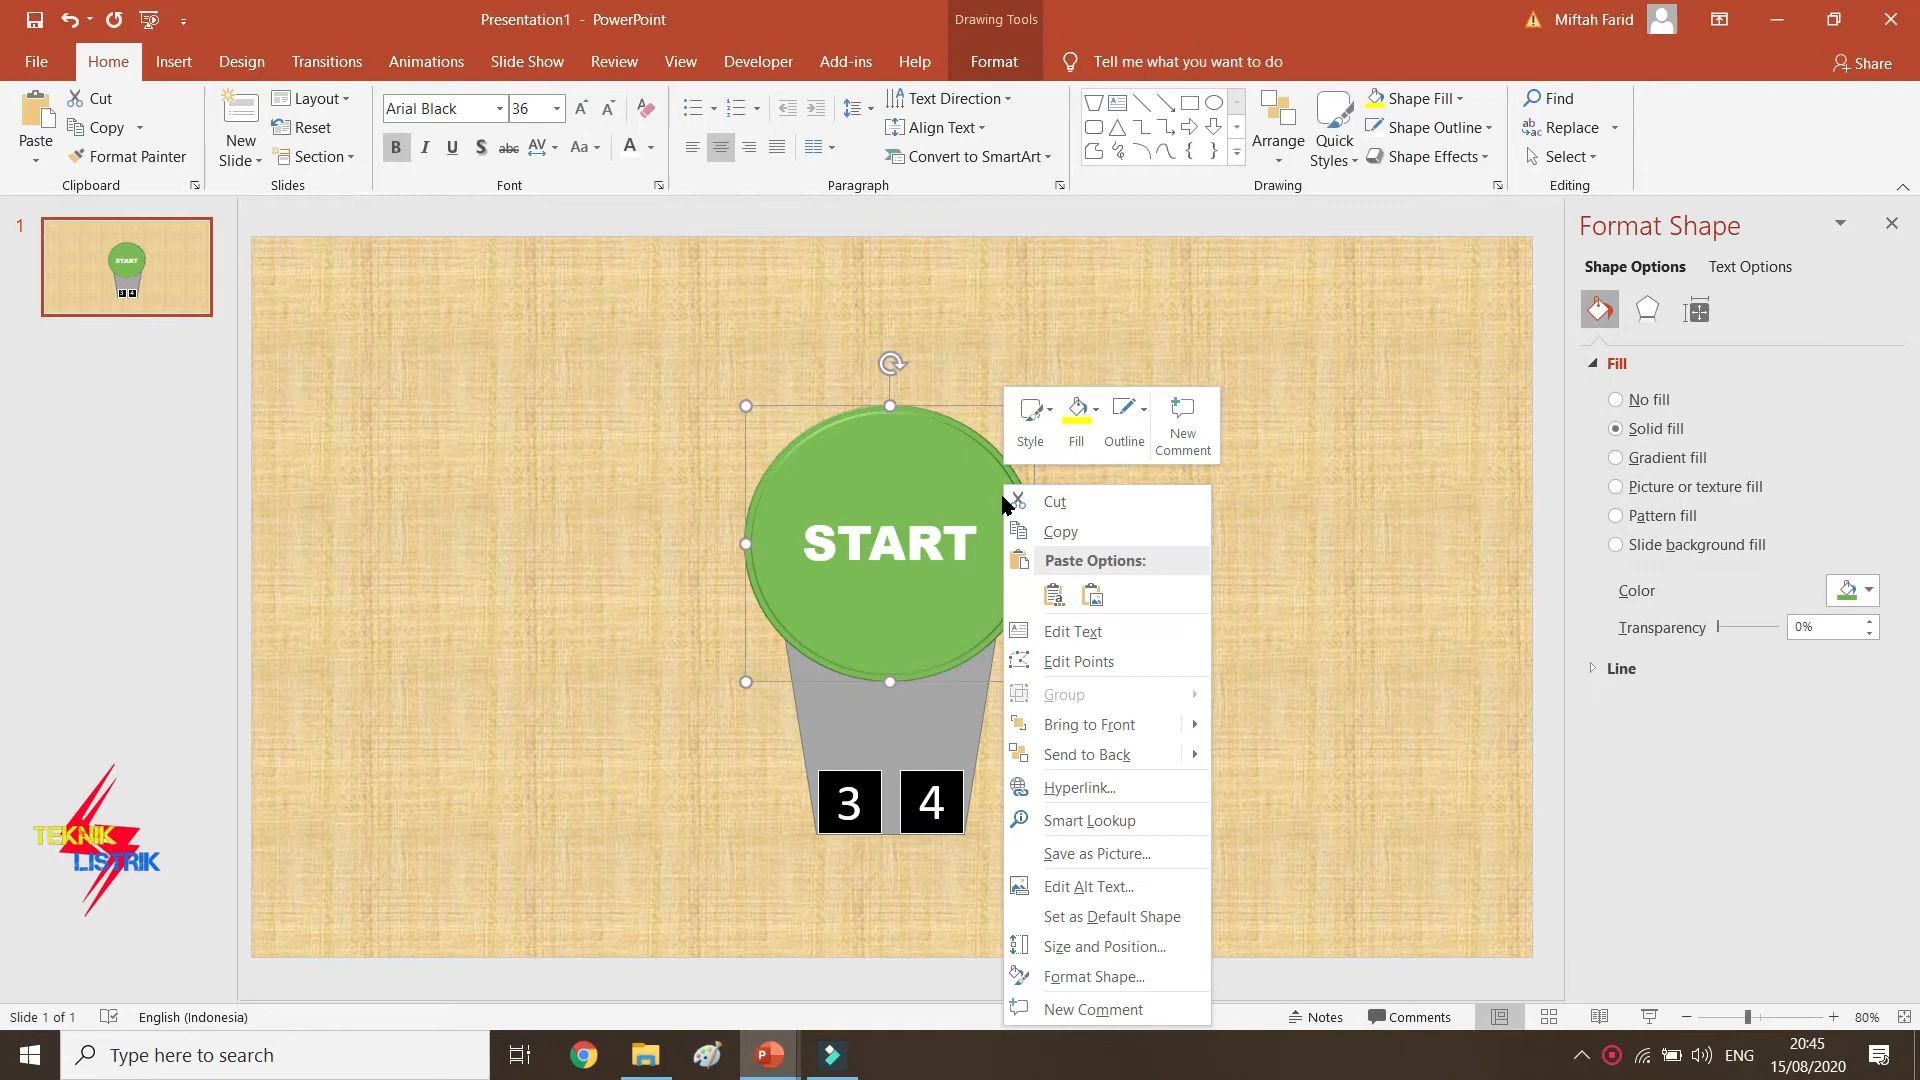 Presentation1 - PowerPoint
Drawing Tools
Miftah Farid
File
Home
Insert
Design
Transitions
Animations
Slide Show
Review
View
Developer
Add-ins
Help
Format
Tell me what you want to do
Share
Paste
Cut
Copy
Format Painter
Clipboard
New
Slide
Layout
Reset
Section
Slides
Arial Black
36
B I U S abc AV Aa A
Font
Text Direction
Align Text
Convert to SmartArt
Paragraph
Arrange
Quick
Styles
Shape Fill
Shape Outline
Shape Effects
Drawing
Find
Replace
Select
Editing
1
START
3 4
START
3 4
TEKNIK
LISTRIK
Style
Fill
Outline
New
Comment
Cut
Copy
Paste Options:
Edit Text
Edit Points
Group
Bring to Front
Send to Back
Hyperlink...
Smart Lookup
Save as Picture...
Edit Alt Text...
Set as Default Shape
Size and Position...
Format Shape...
New Comment
Format Shape
Shape Options
Text Options
Fill
No fill
Solid fill
Gradient fill
Picture or texture fill
Pattern fill
Slide background fill
Color
Transparency
0%
Line
Slide 1 of 1
English (Indonesia)
Notes
Comments
80%
Type here to search
ENG
20:45
15/08/2020